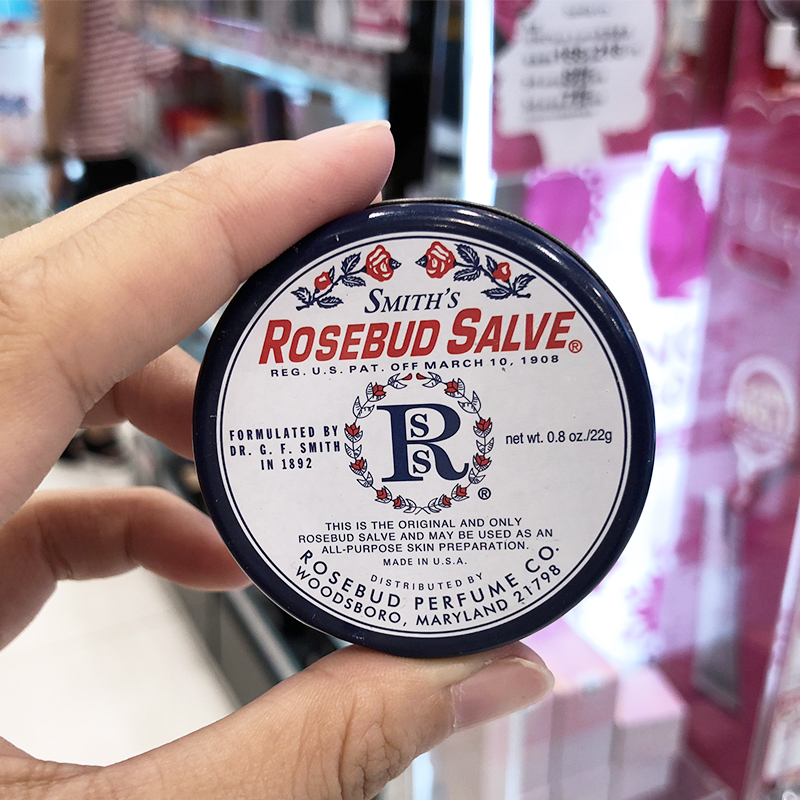 SMITH'S
ROSEBUD SALVE®
REG. U.S. PAT. OFF MARCH 10, 1908
FORMULATED BY
DR. G. F. SMITH
IN 1892
RSS
®
net wt. 0.8 oz./22g
THIS IS THE ORIGINAL AND ONLY
ROSEBUD SALVE AND MAY BE USED AS AN
ALL-PURPOSE SKIN PREPARATION.
MADE IN U.S.A.
DISTRIBUTED BY
ROSEBUD PERFUME CO.
WOODSBORO, MARYLAND 21798